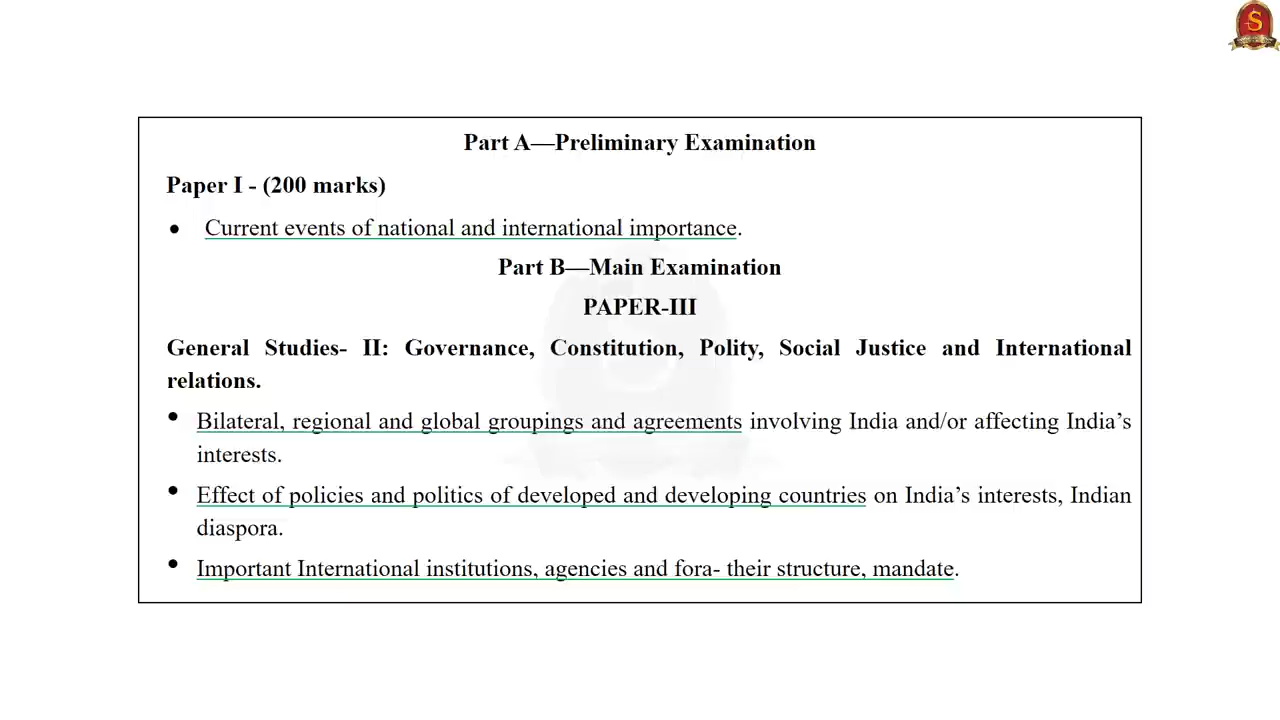 Part A—Preliminary Examination
Paper I - (200 marks)
• Current events of national and international importance.
Part B—Main Examination
PAPER-III
General Studies- II: Governance, Constitution, Polity, Social Justice and International
relations.
• Bilateral, regional and global groupings and agreements involving India and/or affecting India’s
interests.
• Effect of policies and politics of developed and developing countries on India’s interests, Indian
diaspora.
• Important International institutions, agencies and fora- their structure, mandate.